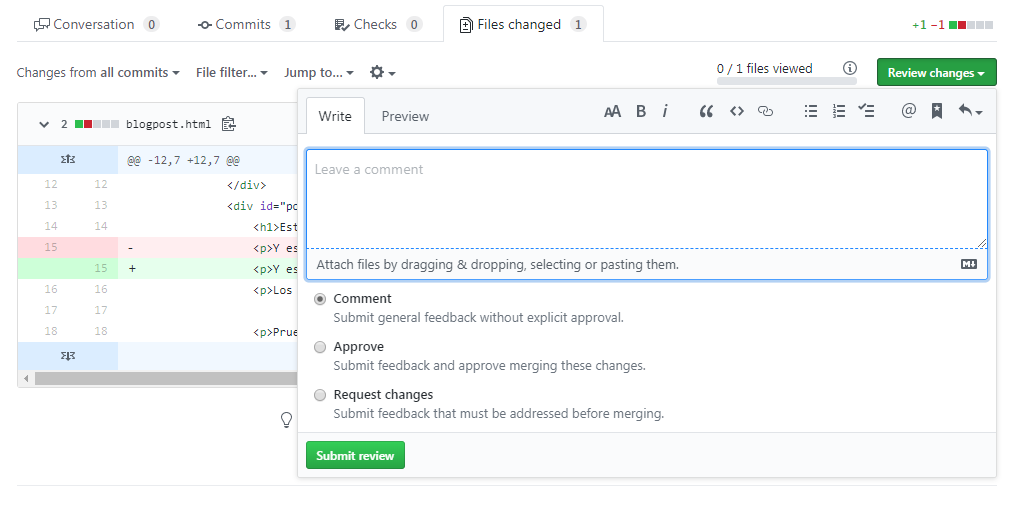 Conversation 0 Commits 1 Checks 0 Files changed 1 +1 −1
Changes from all commits File filter... Jump to... 0 / 1 files viewed Review changes
2 blogpost.html
Write Preview AA B i
@@ -12,7 +12,7 @@
Leave a comment
12 12 </div>
13 13 <div id="po
14 14 <h1>Est
15 - <p>Y es
15 + <p>Y es
16 16 <p>Los
17 17
18 18 <p>Prue
Attach files by dragging & dropping, selecting or pasting them.
Comment
Submit general feedback without explicit approval.
Approve
Submit feedback and approve merging these changes.
Request changes
Submit feedback that must be addressed before merging.
Submit review